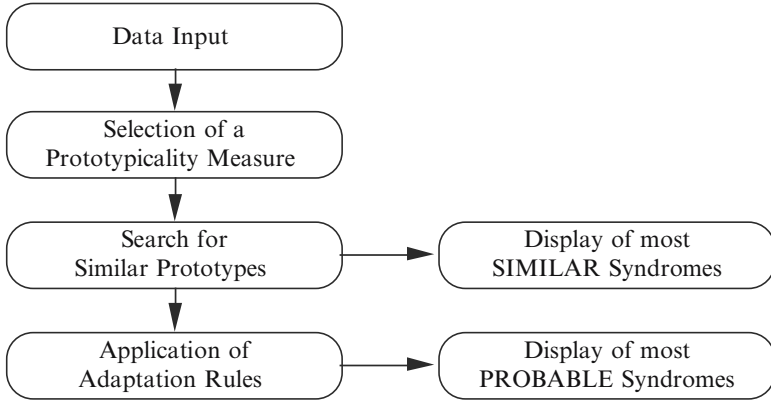 Data Input
Selection of a
Prototypicality Measure
Search for
Similar Prototypes
Display of most
SIMILAR Syndromes
Application of
Adaptation Rules
Display of most
PROBABLE Syndromes